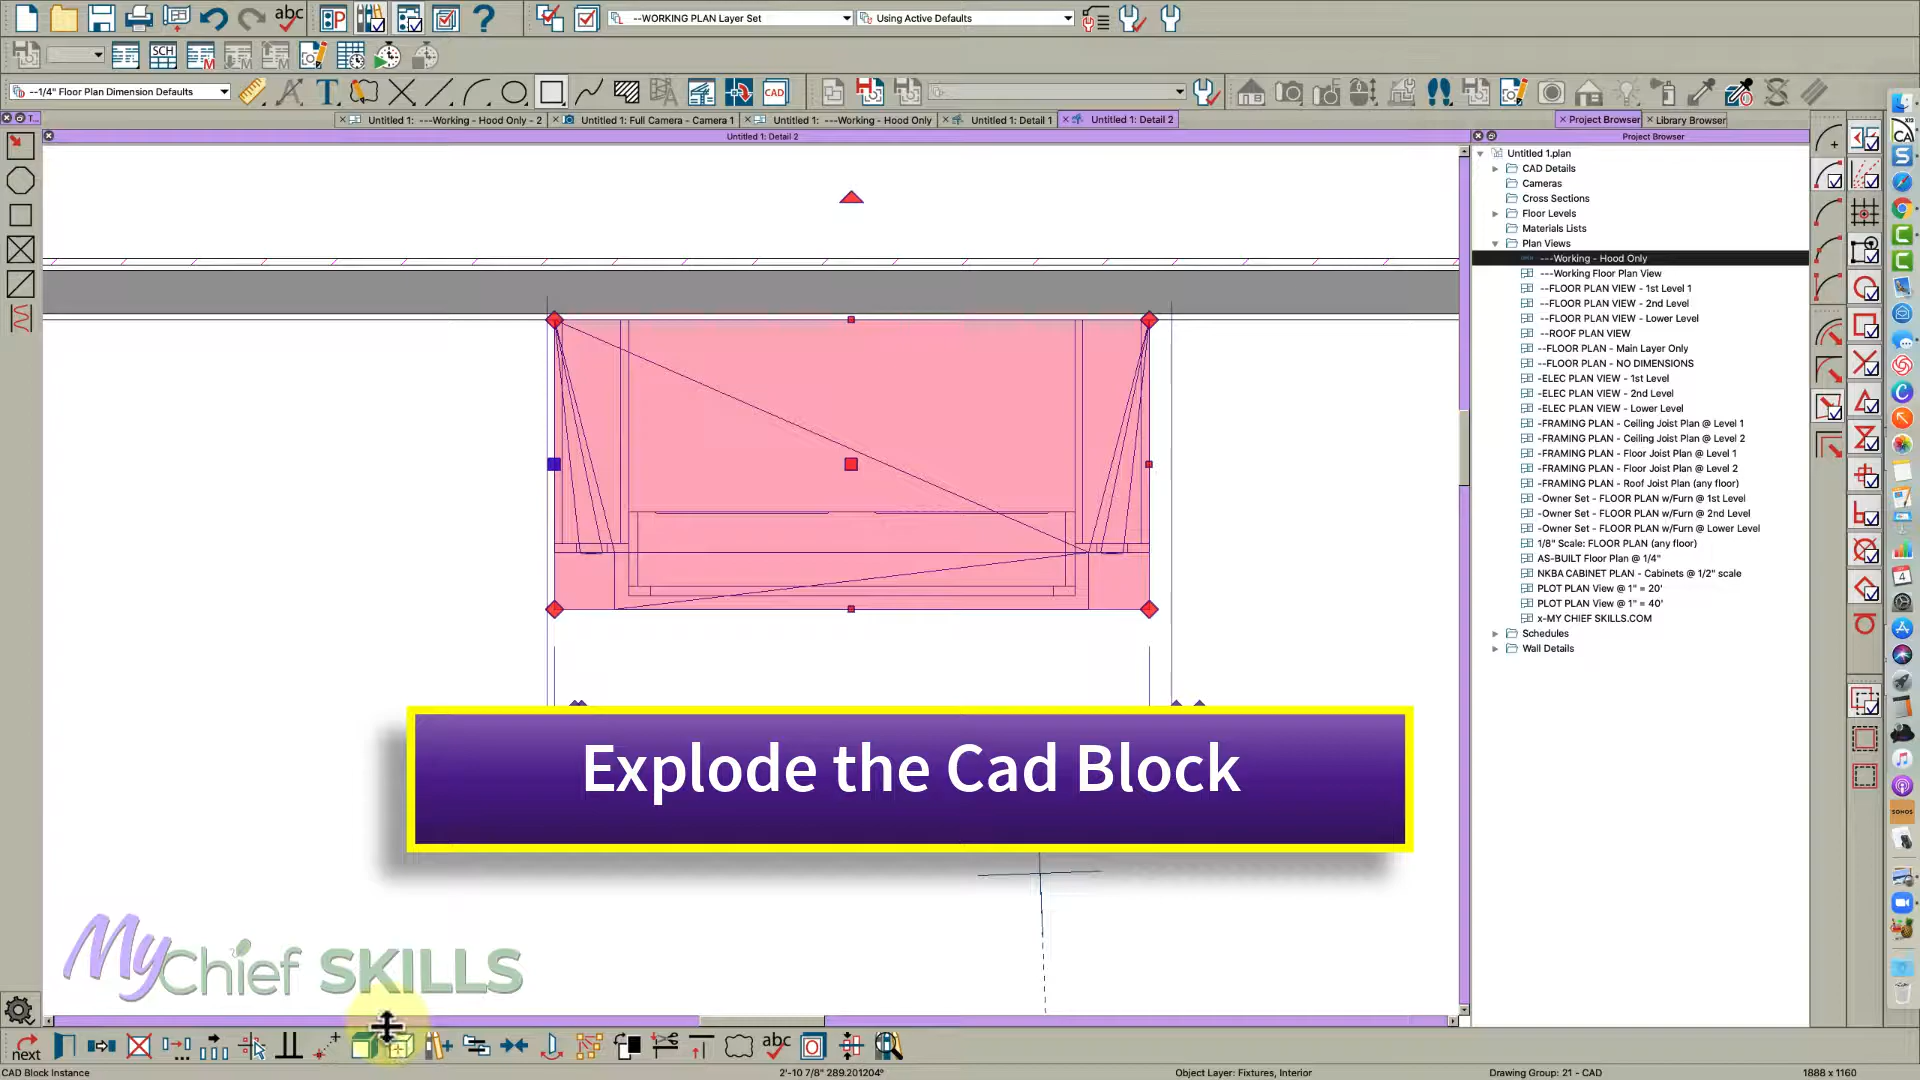 abc
P
?
--WORKING PLAN Layer Set
Using Active Defaults
SCH
M
M
--1/4" Floor Plan Dimension Defaults
T
CAD
T...
Untitled 1: ---Working - Hood Only - 2
Untitled 1: Full Camera - Camera 1
Untitled 1: ---Working - Hood Only
Untitled 1: Detail 1
Untitled 1: Detail 2
Project Browser
Library Browser
Untitled 1: Detail 2
Project Browser
Untitled 1.plan
CAD Details
Cameras
Cross Sections
Floor Levels
Materials Lists
Plan Views
---Working - Hood Only
---Working Floor Plan View
--FLOOR PLAN VIEW - 1st Level 1
--FLOOR PLAN VIEW - 2nd Level
--FLOOR PLAN VIEW - Lower Level
--ROOF PLAN VIEW
--FLOOR PLAN - Main Layer Only
--FLOOR PLAN - NO DIMENSIONS
-ELEC PLAN VIEW - 1st Level
-ELEC PLAN VIEW - 2nd Level
-ELEC PLAN VIEW - Lower Level
-FRAMING PLAN - Ceiling Joist Plan @ Level 1
-FRAMING PLAN - Ceiling Joist Plan @ Level 2
-FRAMING PLAN - Floor Joist Plan @ Level 1
-FRAMING PLAN - Floor Joist Plan @ Level 2
-FRAMING PLAN - Roof Joist Plan (any floor)
-Owner Set - FLOOR PLAN w/Furn @ 1st Level
-Owner Set - FLOOR PLAN w/Furn @ 2nd Level
-Owner Set - FLOOR PLAN w/Furn @ Lower Level
1/8" Scale: FLOOR PLAN (any floor)
AS-BUILT Floor Plan @ 1/4"
NKBA CABINET PLAN - Cabinets @ 1/2" scale
PLOT PLAN View @ 1" = 20'
PLOT PLAN View @ 1" = 40'
x-MY CHIEF SKILLS.COM
Schedules
Wall Details
CA
4
SONOS
Explode the Cad Block
MyChief SKILLS
next
abc
CAD Block Instance
2'-10 7/8" 289.201204°
Object Layer: Fixtures, Interior
Drawing Group: 21 - CAD
1888 x 1160